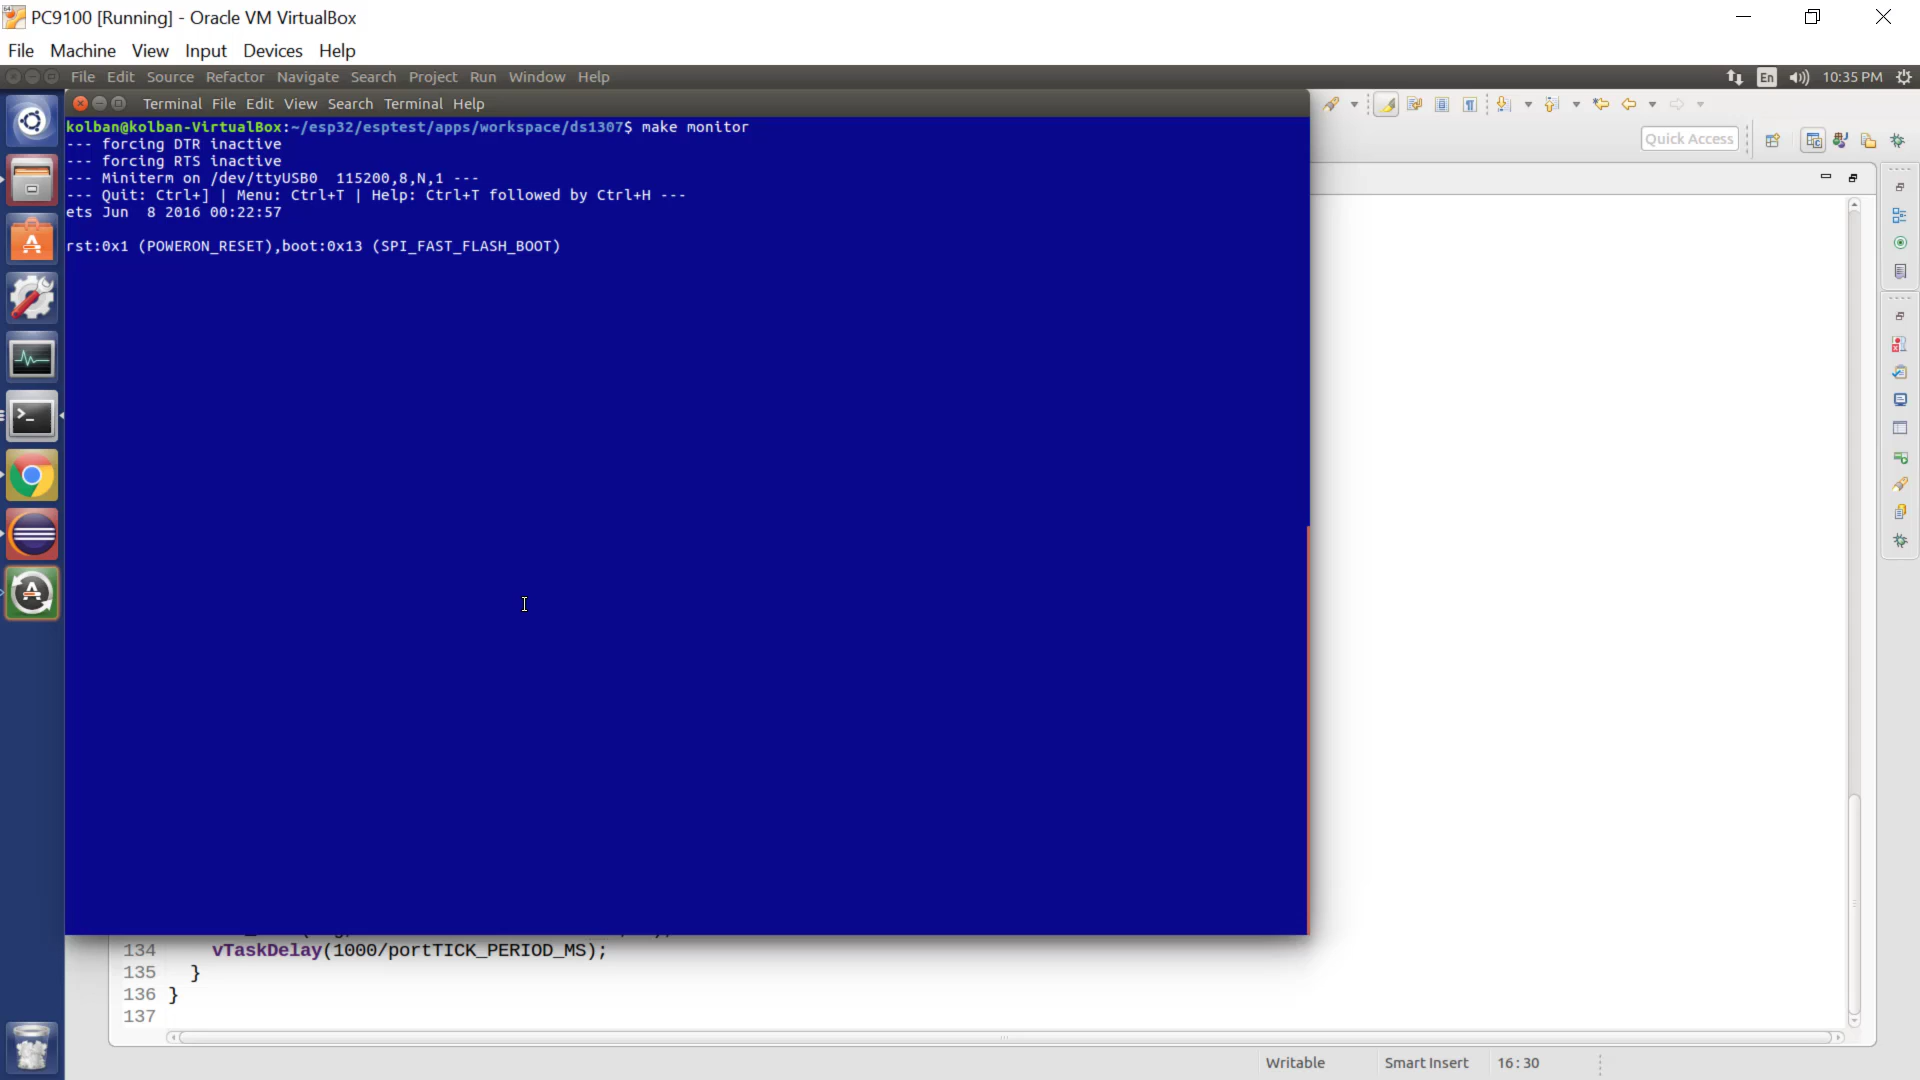 PC9100 [Running] - Oracle VM VirtualBox
File Machine View Input Devices Help
File Edit Source Refactor Navigate Search Project Run Window Help
En 10:35 PM
Terminal File Edit View Search Terminal Help
kolban@kolban-VirtualBox:~/esp32/esptest/apps/workspace/ds1307$ make monitor
--- forcing DTR inactive
--- forcing RTS inactive
--- Miniterm on /dev/ttyUSB0  115200,8,N,1 ---
--- Quit: Ctrl+] | Menu: Ctrl+T | Help: Ctrl+T followed by Ctrl+H ---
ets Jun  8 2016 00:22:57
rst:0x1 (POWERON_RESET),boot:0x13 (SPI_FAST_FLASH_BOOT)
Quick Access
134 vTaskDelay(1000/portTICK_PERIOD_MS);
135 }
136 }
137
Writable Smart Insert 16:30